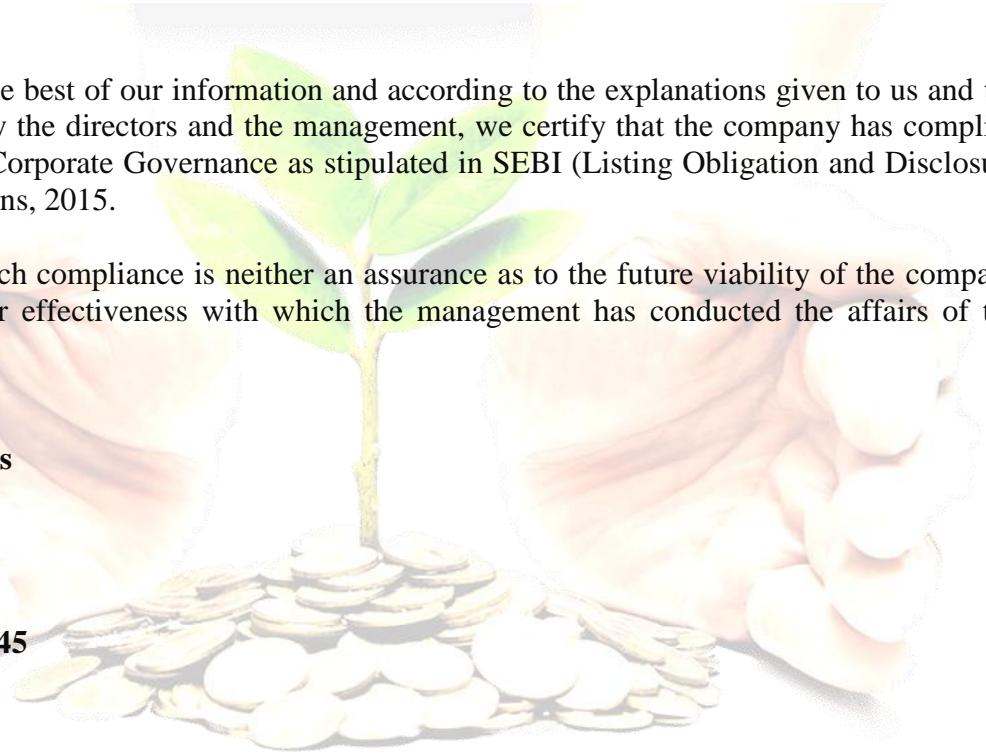 e best of our information and according to the explanations given to us and t
y the directors and the management, we certify that the company has compli
Corporate Governance as stipulated in SEBI (Listing Obligation and Disclosu
ns, 2015.
ch compliance is neither an assurance as to the future viability of the compa
r effectiveness with which the management has conducted the affairs of t
s
45